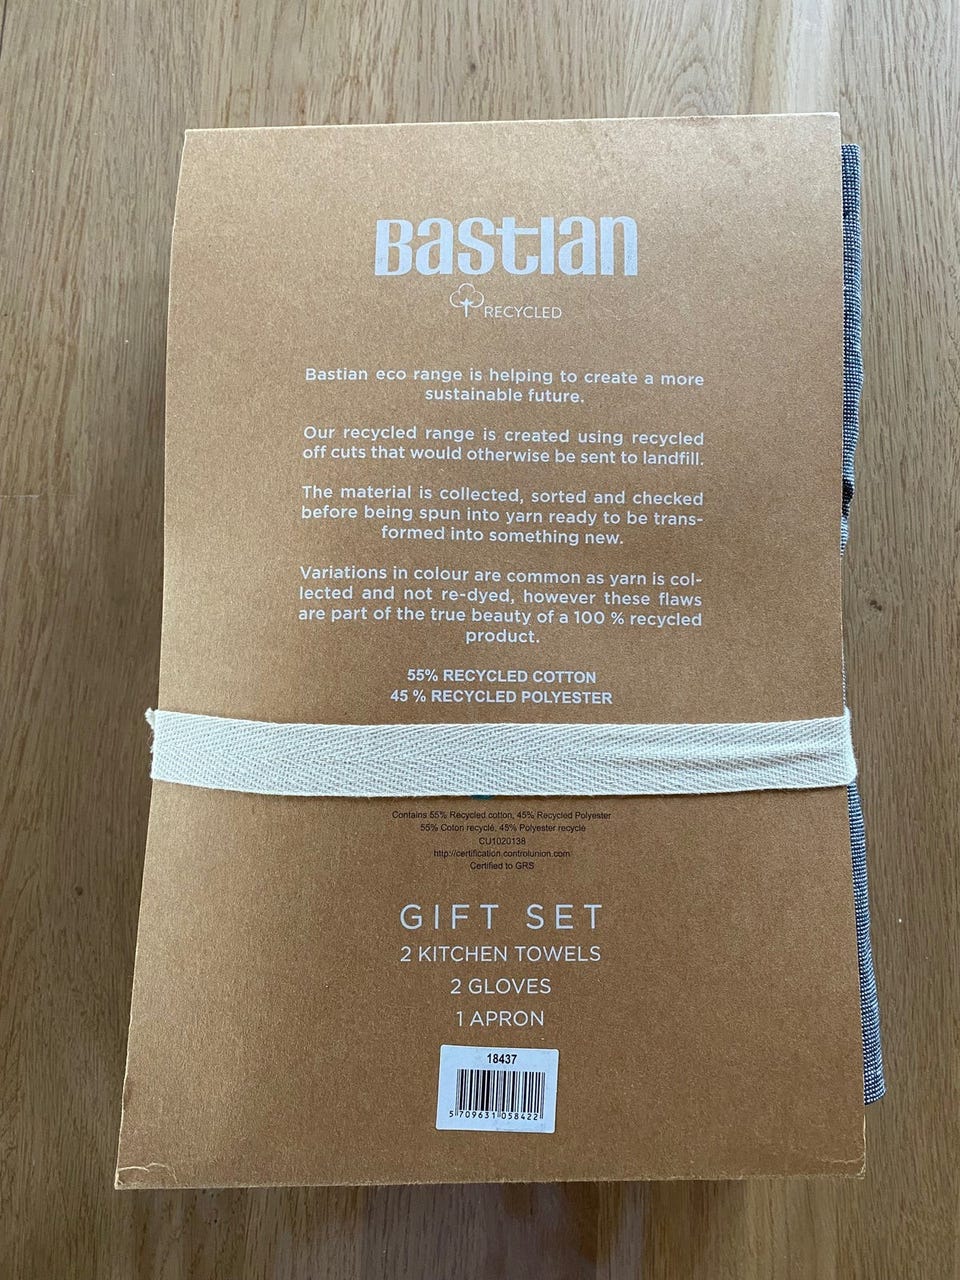 Bastian
RECYCLED
Bastian eco range is helping to create a more
sustainable future.
Our recycled range is created using recycled
off cuts that would otherwise be sent to landfill.
The material is collected, sorted and checked
before being spun into yarn ready to be trans-
formed into something new.
Variations in colour are common as yarn is col-
lected and not re-dyed, however these flaws
are part of the true beauty of a 100 % recycled
product.
55% RECYCLED COTTON
45 % RECYCLED POLYESTER
Contains 55% Recycled cotton, 45% Recycled Polyester
55% Coton recyclé, 45% Polyester recyclé
CU1020138
http://certification.controlunion.com
Certified to GRS
GIFT SET
2 KITCHEN TOWELS
2 GLOVES
1 APRON
18437
5 709631 058422